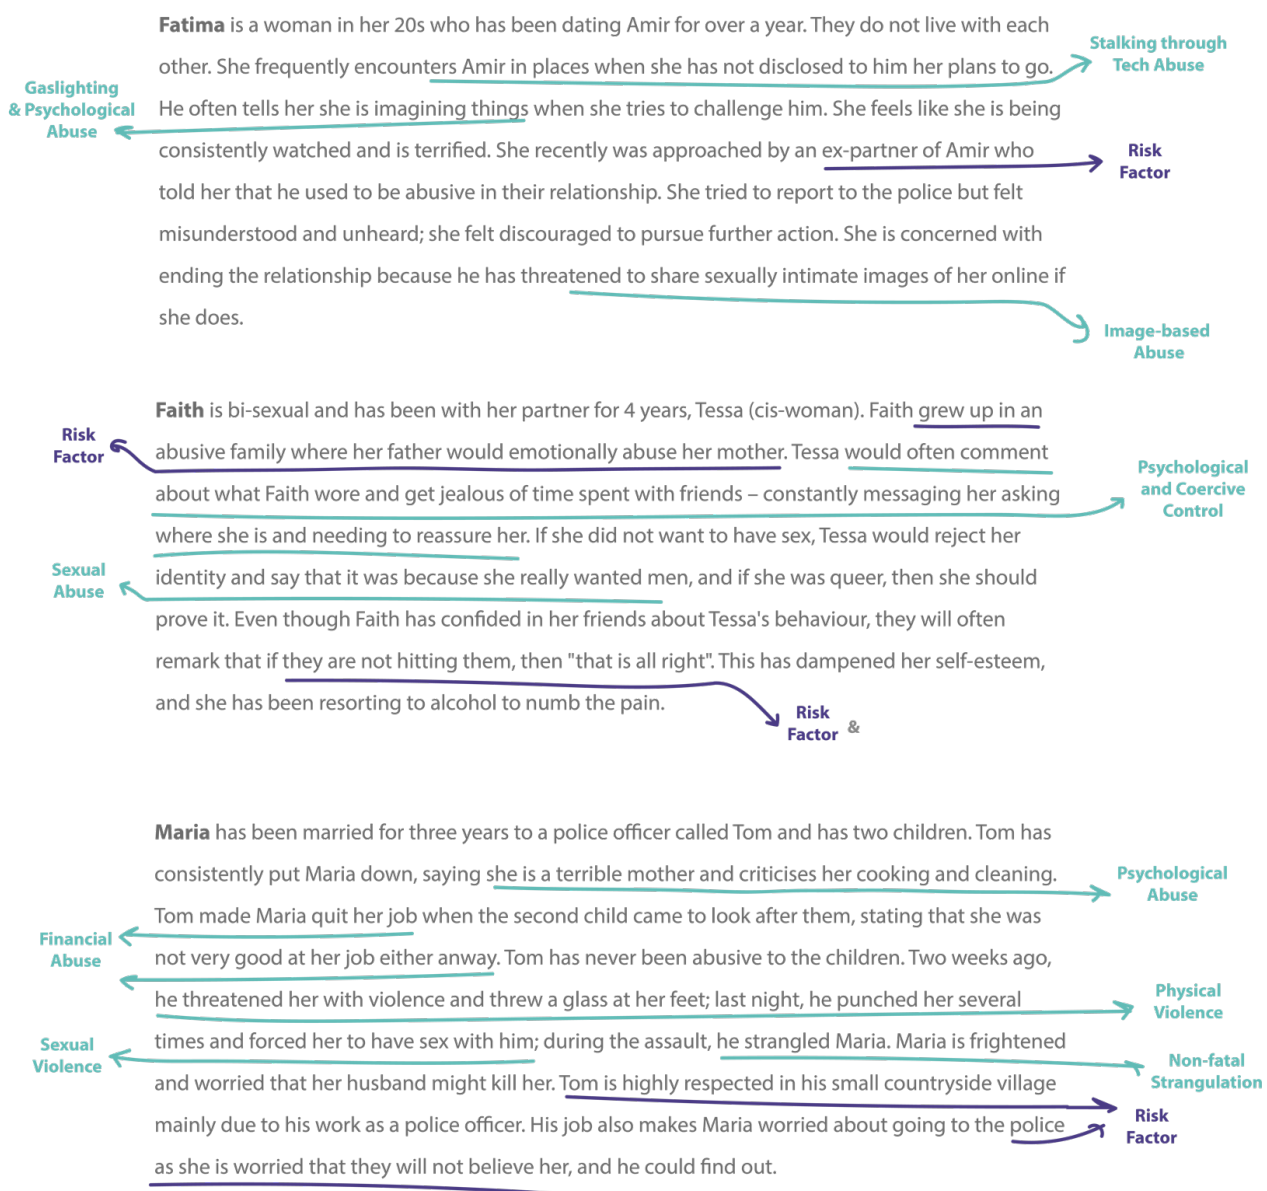 Fatima is a woman in her 20s who has been dating Amir for over a year. They do not live with each
other. She frequently encounters Amir in places when she has not disclosed to him her plans to go.
Stalking through
Tech Abuse
Gaslighting
& Psychological
Abuse
He often tells her she is imagining things when she tries to challenge him. She feels like she is being
consistently watched and is terrified. She recently was approached by an ex-partner of Amir who
Risk
Factor
told her that he used to be abusive in their relationship. She tried to report to the police but felt
misunderstood and unheard; she felt discouraged to pursue further action. She is concerned with
ending the relationship because he has threatened to share sexually intimate images of her online if
she does.
Image-based
Abuse
Faith is bi-sexual and has been with her partner for 4 years, Tessa (cis-woman). Faith grew up in an
Risk
Factor
abusive family where her father would emotionally abuse her mother. Tessa would often comment
about what Faith wore and get jealous of time spent with friends – constantly messaging her asking
Psychological
and Coercive
Control
where she is and needing to reassure her. If she did not want to have sex, Tessa would reject her
Sexual
Abuse
identity and say that it was because she really wanted men, and if she was queer, then she should
prove it. Even though Faith has confided in her friends about Tessa's behaviour, they will often
remark that if they are not hitting them, then "that is all right". This has dampened her self-esteem,
and she has been resorting to alcohol to numb the pain.
Risk
Factor &
Maria has been married for three years to a police officer called Tom and has two children. Tom has
consistently put Maria down, saying she is a terrible mother and criticises her cooking and cleaning.
Psychological
Abuse
Tom made Maria quit her job when the second child came to look after them, stating that she was
Financial
Abuse
not very good at her job either anway. Tom has never been abusive to the children. Two weeks ago,
he threatened her with violence and threw a glass at her feet; last night, he punched her several
Physical
Violence
times and forced her to have sex with him; during the assault, he strangled Maria. Maria is frightened
Sexual
Violence
Non-fatal
Strangulation
and worried that her husband might kill her. Tom is highly respected in his small countryside village
mainly due to his work as a police officer. His job also makes Maria worried about going to the police
Risk
Factor
as she is worried that they will not believe her, and he could find out.